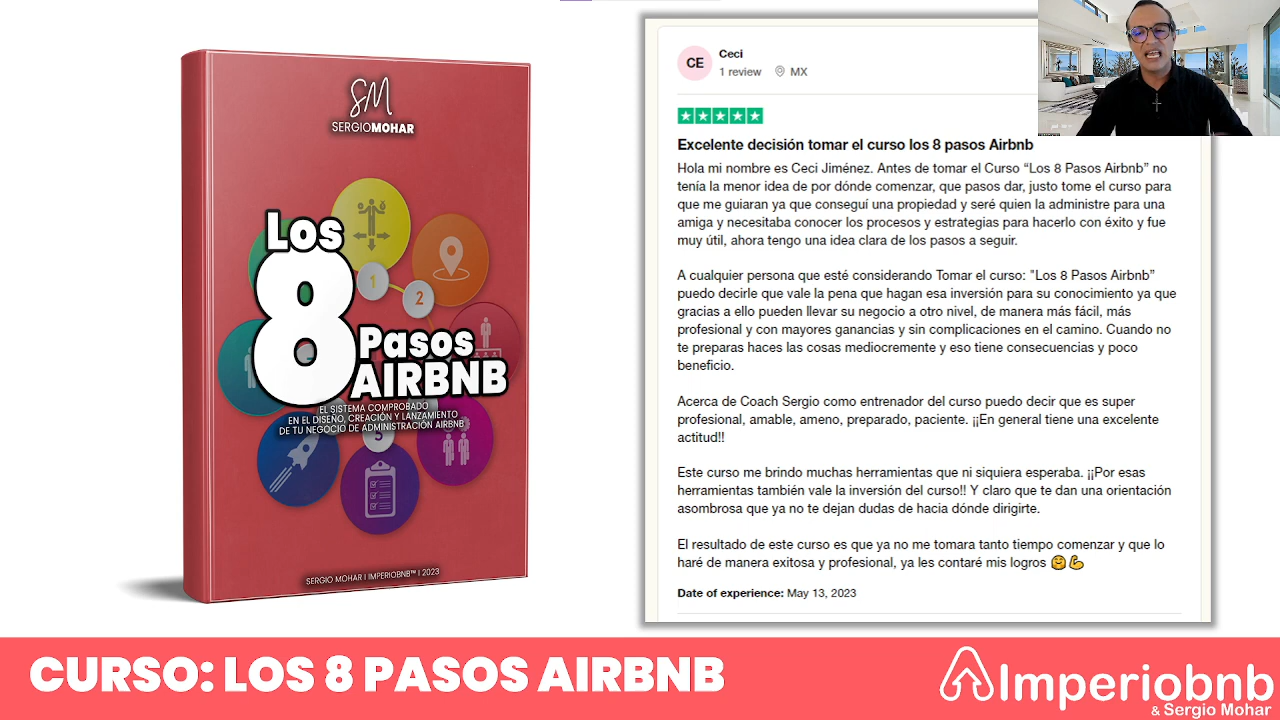 SM
SERGIOMOHAR
Los
8
Pasos
AIRBNB
1
2
5
EL SISTEMA COMPROBADO
EN EL DISEÑO, CREACIÓN Y LANZAMIENTO
DE TU NEGOCIO DE ADMINISTRACIÓN AIRBNB
SERGIO MOHAR | IMPERIOBNB™ | 2023
CE
Ceci
1 review MX
Excelente decisión tomar el curso los 8 pasos Airbnb
Hola mi nombre es Ceci Jiménez. Antes de tomar el Curso “Los 8 Pasos Airbnb” no
tenía la menor idea de por dónde comenzar, que pasos dar, justo tome el curso para
que me guiaran ya que conseguí una propiedad y seré quien la administre para una
amiga y necesitaba conocer los procesos y estrategias para hacerlo con éxito y fue
muy útil, ahora tengo una idea clara de los pasos a seguir.
A cualquier persona que esté considerando Tomar el curso: "Los 8 Pasos Airbnb”
puedo decirle que vale la pena que hagan esa inversión para su conocimiento ya que
gracias a ello pueden llevar su negocio a otro nivel, de manera más fácil, más
profesional y con mayores ganancias y sin complicaciones en el camino. Cuando no
te preparas haces las cosas mediocremente y eso tiene consecuencias y poco
beneficio.
Acerca de Coach Sergio como entrenador del curso puedo decir que es super
profesional, amable, ameno, preparado, paciente. ¡¡En general tiene una excelente
actitud!!
Este curso me brindo muchas herramientas que ni siquiera esperaba. ¡¡Por esas
herramientas también vale la inversión del curso!! Y claro que te dan una orientación
asombrosa que ya no te dejan dudas de hacia dónde dirigirte.
El resultado de este curso es que ya no me tomara tanto tiempo comenzar y que lo
haré de manera exitosa y profesional, ya les contaré mis logros 🤗💪
Date of experience: May 13, 2023
CURSO: LOS 8 PASOS AIRBNB
Imperiobnb
& Sergio Mohar